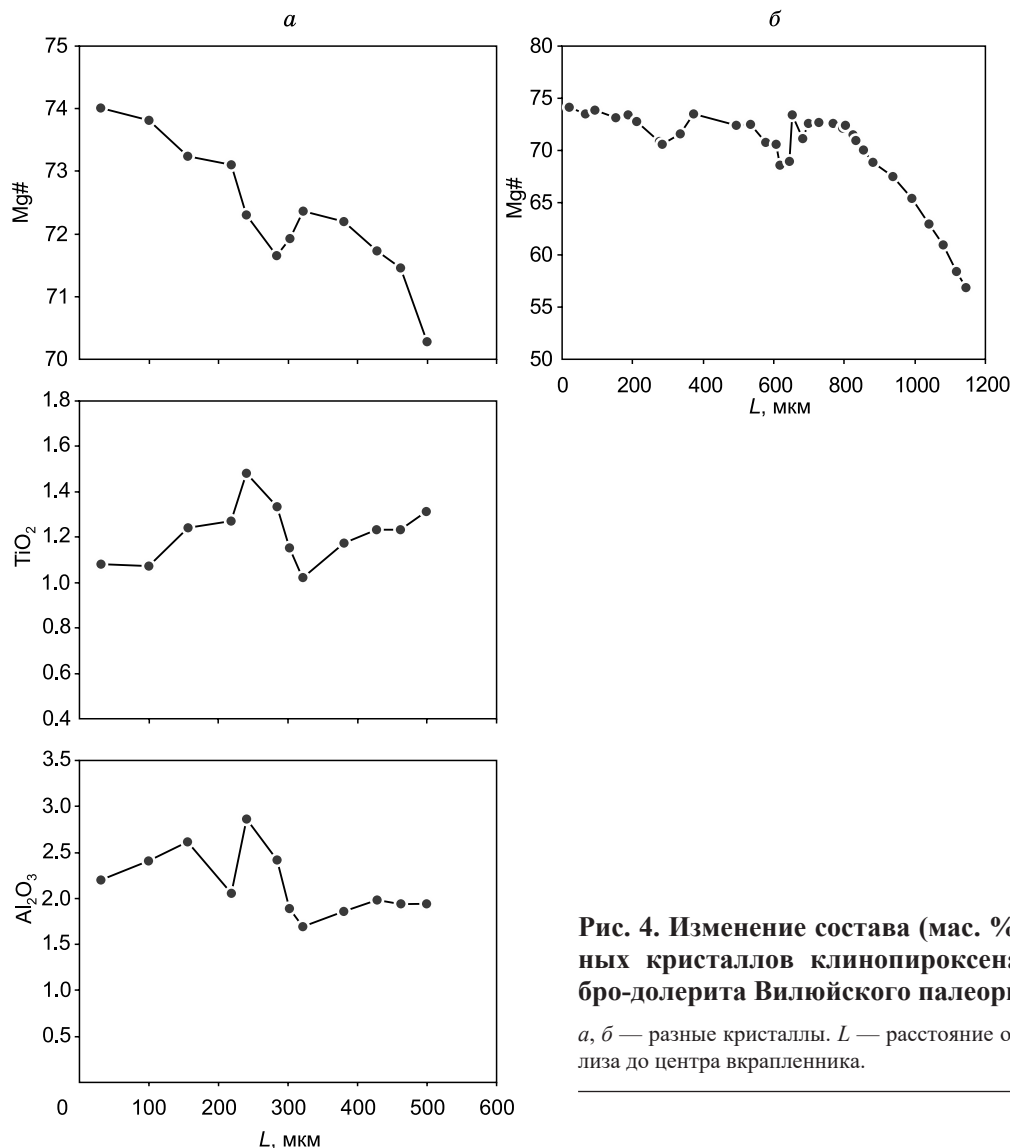 а
б
75
74
73
72
71
70
Mg#
80
75
70
65
60
55
50
Mg#
0 200 400 600 800 1000 1200
L, мкм
1.8
1.6
1.4
1.2
1.0
0.8
0.6
0.4
TiO₂
3.5
3.0
2.5
2.0
1.5
1.0
0.5
Al₂O₃
0 100 200 300 400 500 600
L, мкм
Рис. 4. Изменение состава (мас. %
ных кристаллов клинопироксена
бро-долерита Вилюйского палеори
а, б — разные кристаллы. L — расстояние о
лиза до центра вкрапленника.